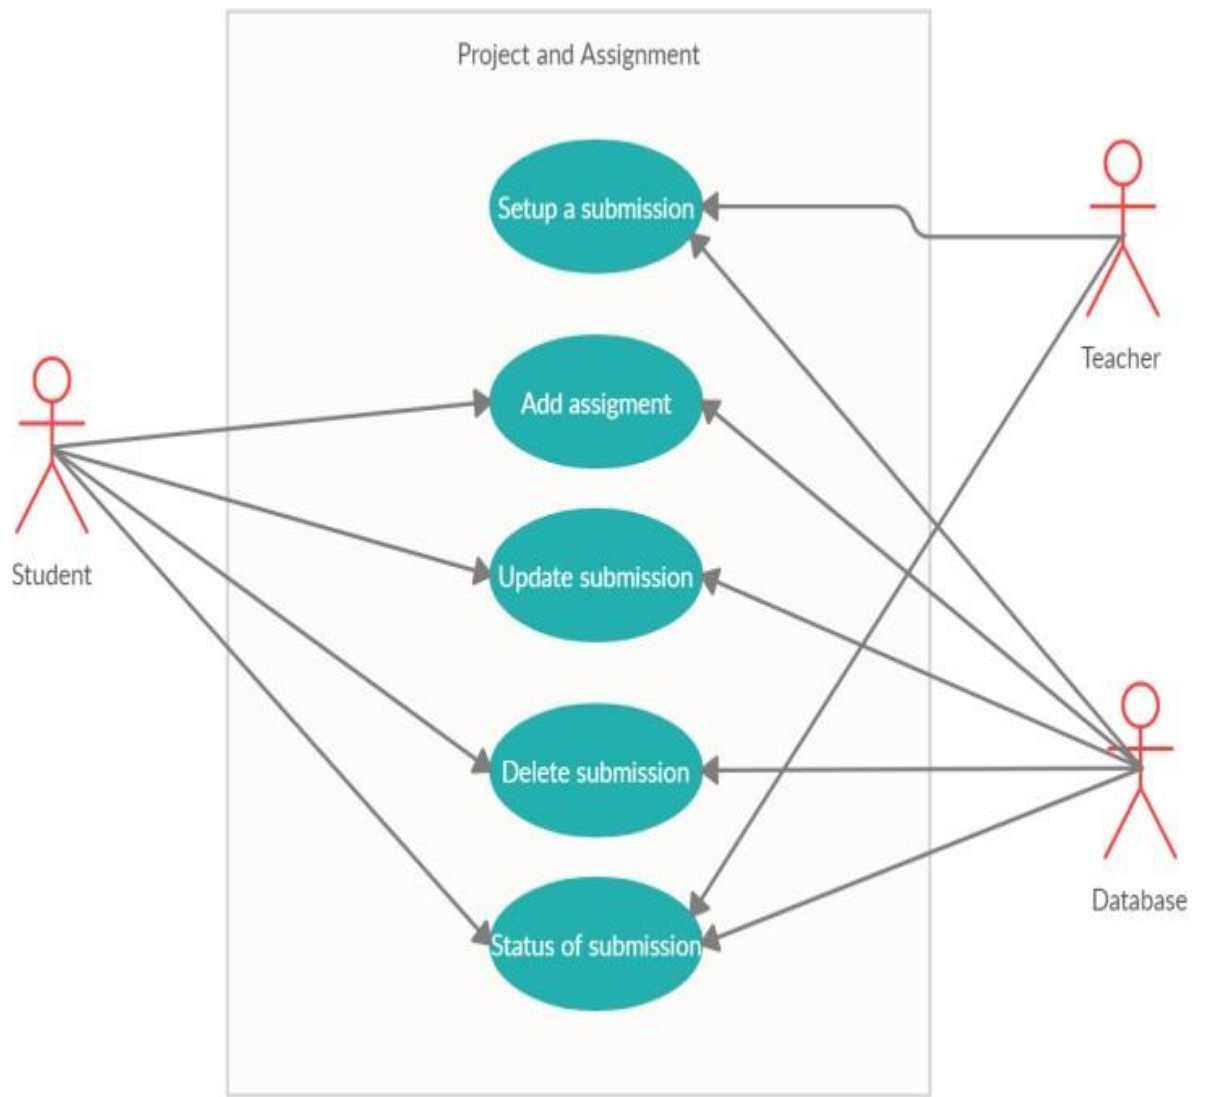 Project and Assignment
Setup a submission
Teacher
Add assigment
Student
Update submission
Delete submission
Database
Status of submission